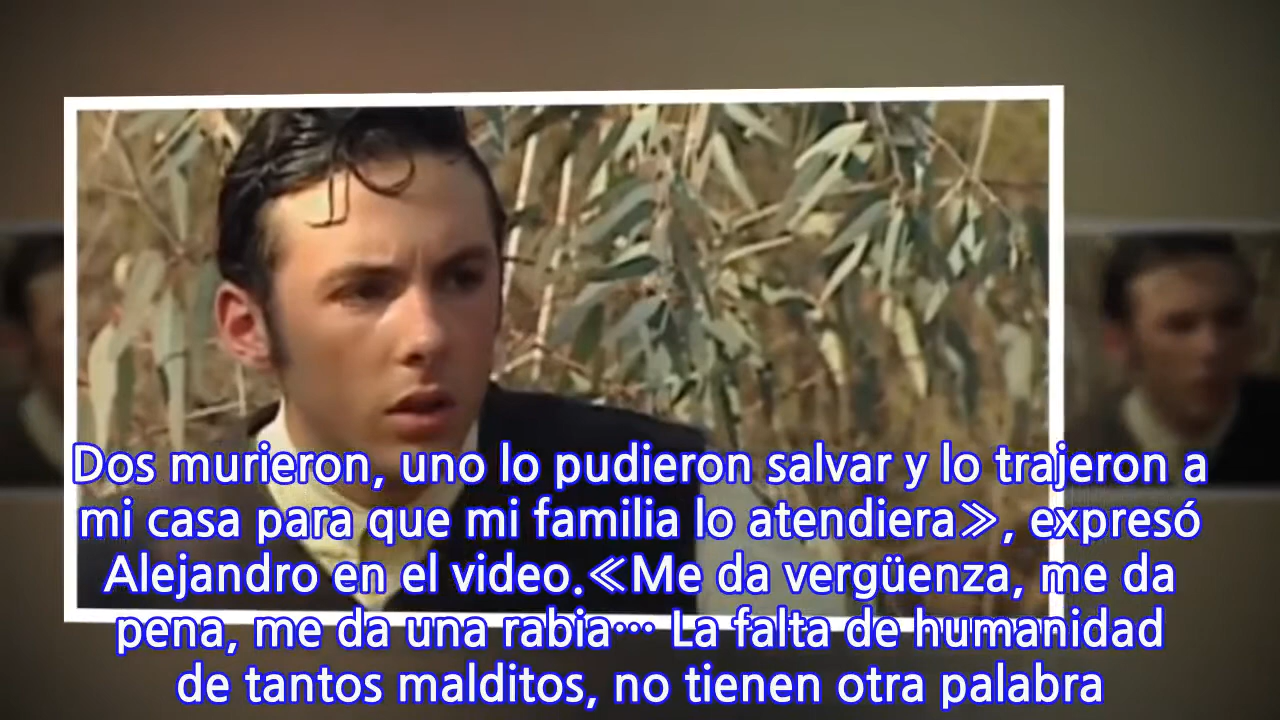 Dos murieron, uno lo pudieron salvar y lo trajeron a
mi casa para que mi familia lo atendiera≫, expresó
Alejandro en el video.≪Me da vergüenza, me da
pena, me da una rabia… La falta de humanidad
de tantos malditos, no tienen otra palabra